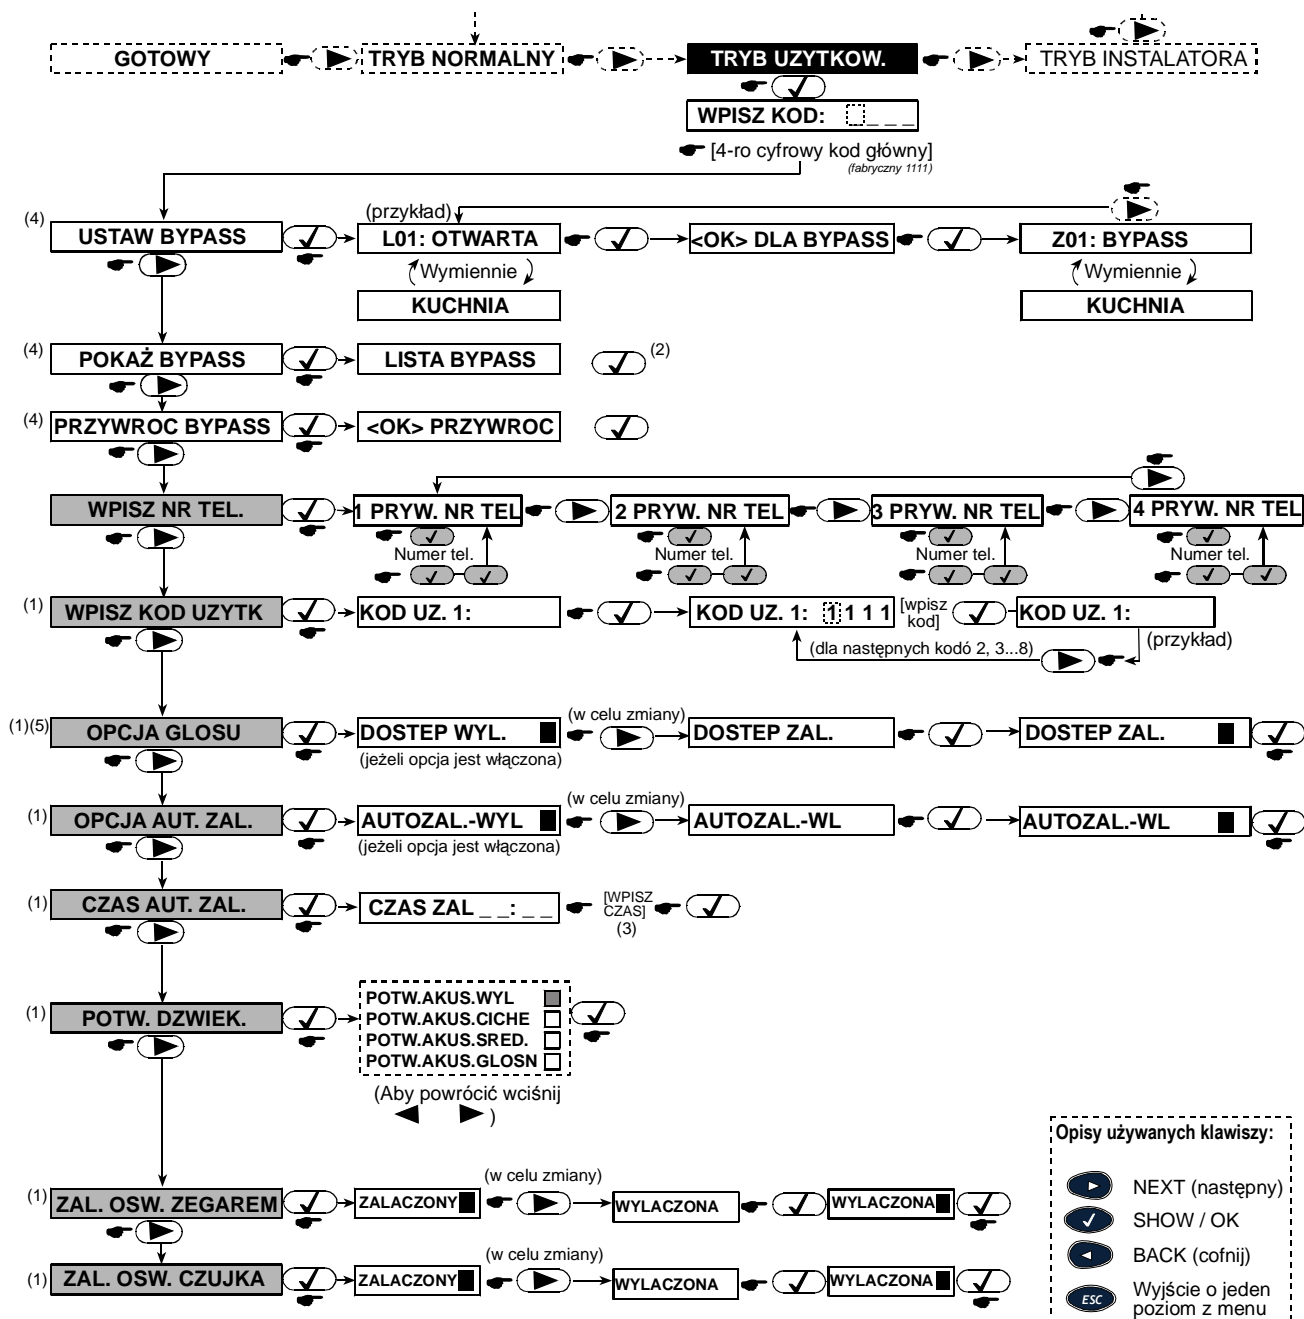 GOTOWY TRYB NORMALNY TRYB UZYTKOW. TRYB INSTALATORA
WPISZ KOD: _ _ _
[4-ro cyfrowy kod główny]
(fabryczny 1111)
(przykład)
(4) USTAW BYPASS L01: OTWARTA <OK> DLA BYPASS Z01: BYPASS
Wymiennie Wymiennie
KUCHNIA KUCHNIA
(4) POKAŻ BYPASS LISTA BYPASS (2)
(4) PRZYWROC BYPASS <OK> PRZYWROC
WPISZ NR TEL. 1 PRYW. NR TEL 2 PRYW. NR TEL 3 PRYW. NR TEL 4 PRYW. NR TEL
Numer tel. Numer tel. Numer tel. Numer tel.
(1) WPISZ KOD UZYTK KOD UZ. 1: KOD UZ. 1: 1 1 1 1 [wpisz kod] KOD UZ. 1:
(dla następnych kodó 2, 3...8) (przykład)
(w celu zmiany)
(1)(5) OPCJA GLOSU DOSTEP WYL. DOSTEP ZAL. DOSTEP ZAL.
(jeżeli opcja jest włączona)
(w celu zmiany)
(1) OPCJA AUT. ZAL. AUTOZAL.-WYL AUTOZAL.-WL AUTOZAL.-WL
(jeżeli opcja jest włączona)
(1) CZAS AUT. ZAL. CZAS ZAL _ _: _ _ [WPISZ CZAS]
(3)
(1) POTW. DZWIEK.
POTW.AKUS.WYL
POTW.AKUS.CICHE
POTW.AKUS.SRED.
POTW.AKUS.GLOSN
(Aby powrócić wciśnij
)
(w celu zmiany)
(1) ZAL. OSW. ZEGAREM ZALACZONY WYLACZONA WYLACZONA
(w celu zmiany)
(1) ZAL. OSW. CZUJKA ZALACZONY WYLACZONA WYLACZONA
Opisy używanych klawiszy:
NEXT (następny)
SHOW / OK
BACK (cofnij)
ESC Wyjście o jeden
poziom z menu